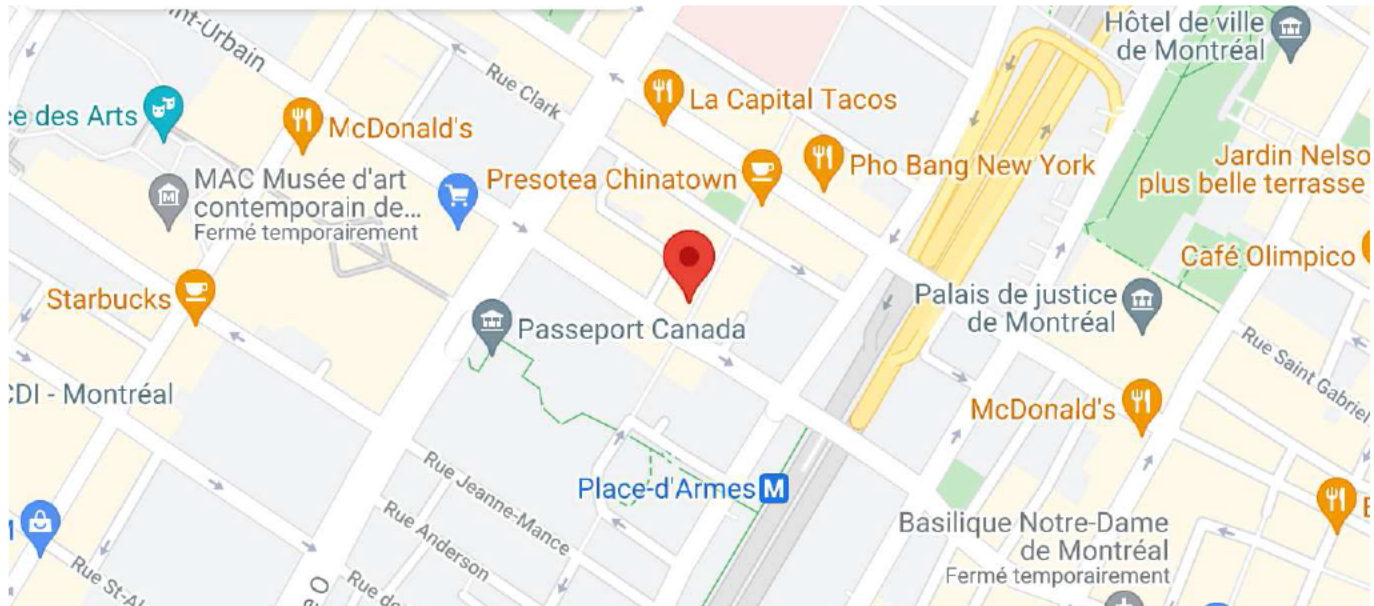 nt-Urbain
Rue Clark
La Capital Tacos
Hôtel de ville
de Montréal
ce des Arts
McDonald's
MAC Musée d'art
contemporain de...
Fermé temporairement
Presotea Chinatown
Pho Bang New York
Jardin Nelso
plus belle terrasse
Café Olimpico
Starbucks
Passeport Canada
Palais de justice
de Montréal
Rue Saint Gabriel
CDI - Montréal
McDonald's
Rue Jeanne-Mance
Place-d'Armes M
Rue Anderson
Basilique Notre-Dame
de Montréal
Fermé temporairement
Rue St-Al
Rue de